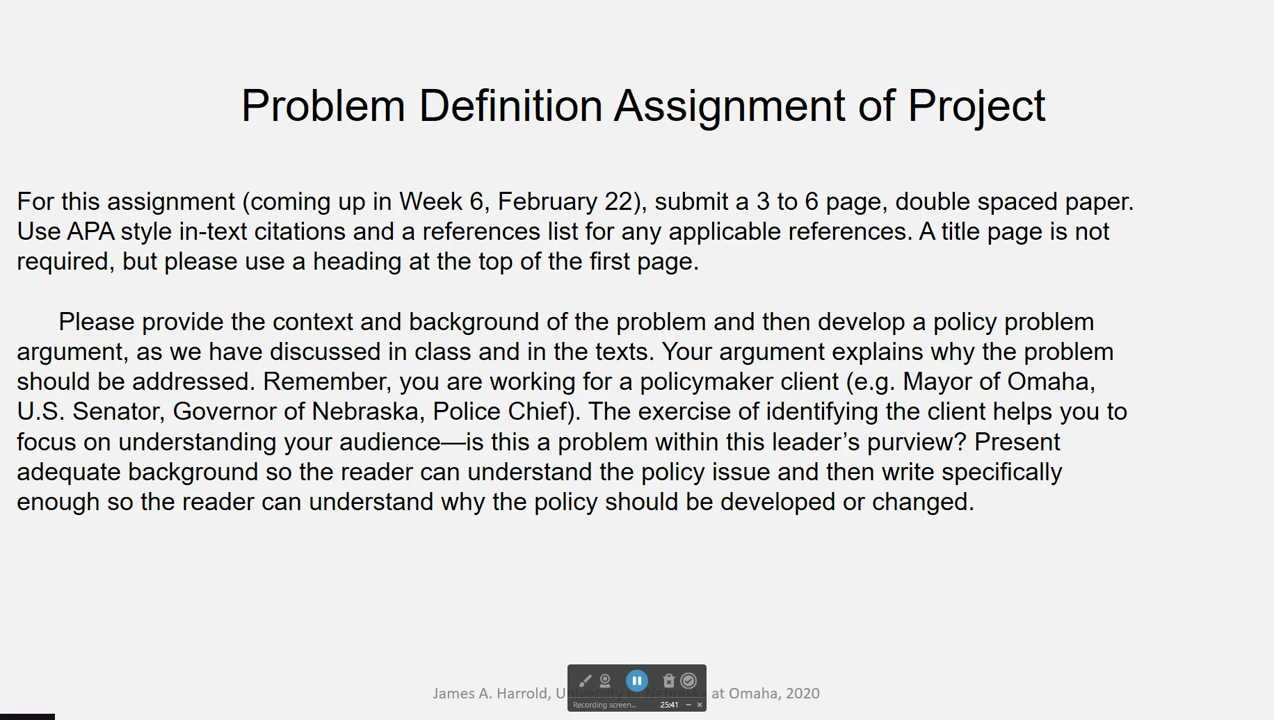 Problem Definition Assignment of Project
For this assignment (coming up in Week 6, February 22), submit a 3 to 6 page, double spaced paper.
Use APA style in-text citations and a references list for any applicable references. A title page is not
required, but please use a heading at the top of the first page.
Please provide the context and background of the problem and then develop a policy problem
argument, as we have discussed in class and in the texts. Your argument explains why the problem
should be addressed. Remember, you are working for a policymaker client (e.g. Mayor of Omaha,
U.S. Senator, Governor of Nebraska, Police Chief). The exercise of identifying the client helps you to
focus on understanding your audience—is this a problem within this leader’s purview? Present
adequate background so the reader can understand the policy issue and then write specifically
enough so the reader can understand why the policy should be developed or changed.
James A. Harrold, at Omaha, 2020
Recording screen... 25:41